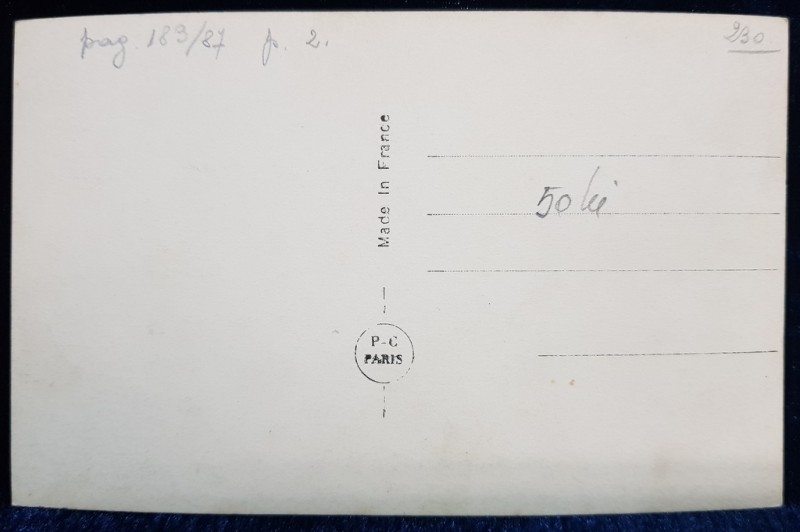 pag. 183/87 p. 2.
230
Made in France
50 lei
P-C
PARIS